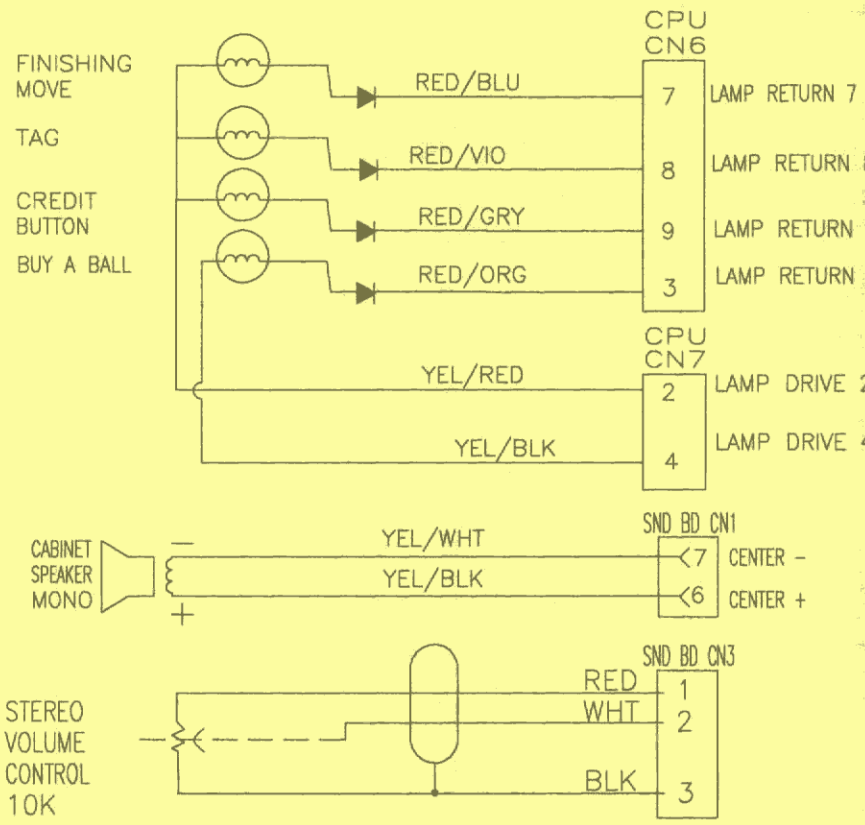 CPU
CN6
FINISHING
MOVE
RED/BLU
7
LAMP RETURN 7
TAG
RED/VIO
8
LAMP RETURN
CREDIT
BUTTON
RED/GRY
9
LAMP RETURN
BUY A BALL
RED/ORG
3
LAMP RETURN
CPU
CN7
YEL/RED
2
LAMP DRIVE 2
YEL/BLK
4
LAMP DRIVE 4
SND BD CN1
CABINET
SPEAKER
MONO
−
YEL/WHT
7
CENTER -
YEL/BLK
6
CENTER +
+
SND BD CN3
RED
1
WHT
2
STEREO
VOLUME
CONTROL
10K
BLK
3